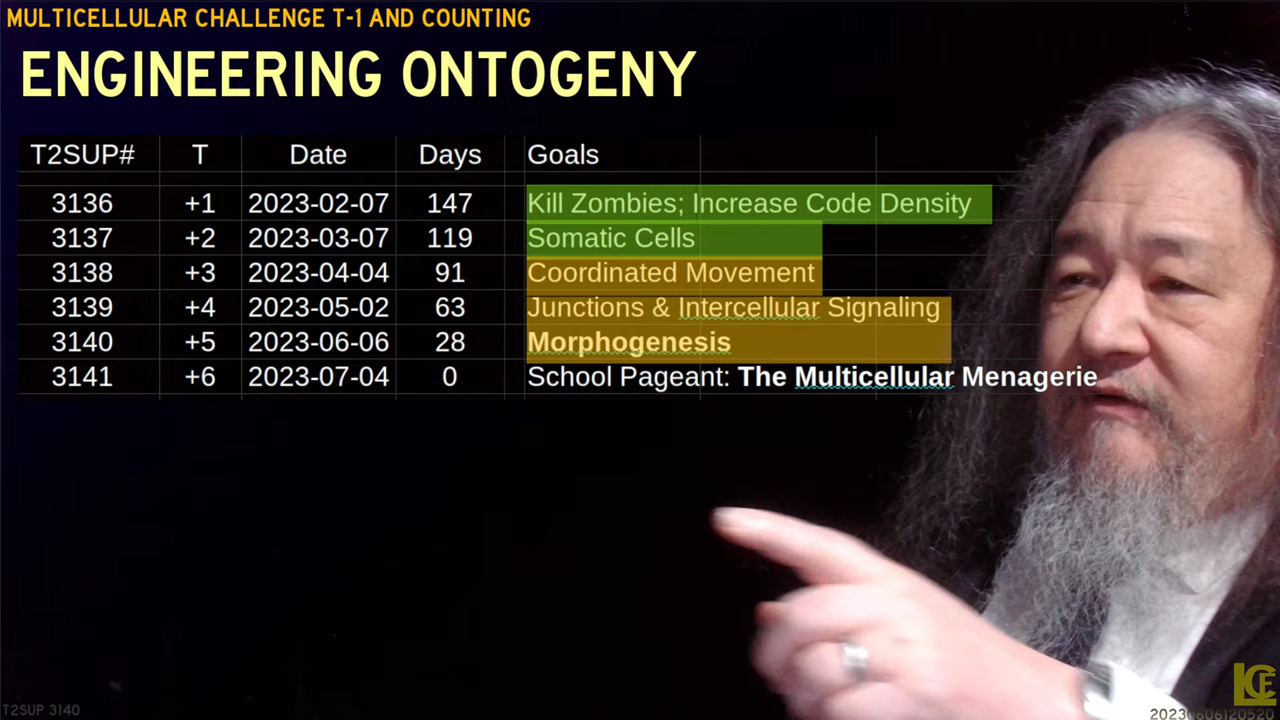 MULTICELLULAR CHALLENGE T-1 AND COUNTING
ENGINEERING ONTOGENY
T2SUP# T Date Days Goals
3136 +1 2023-02-07 147 Kill Zombies; Increase Code Density
3137 +2 2023-03-07 119 Somatic Cells
3138 +3 2023-04-04 91 Coordinated Movement
3139 +4 2023-05-02 63 Junctions & Intercellular Signaling
3140 +5 2023-06-06 28 Morphogenesis
3141 +6 2023-07-04 0 School Pageant: The Multicellular Menagerie
T2SUP 3140
20230606120520